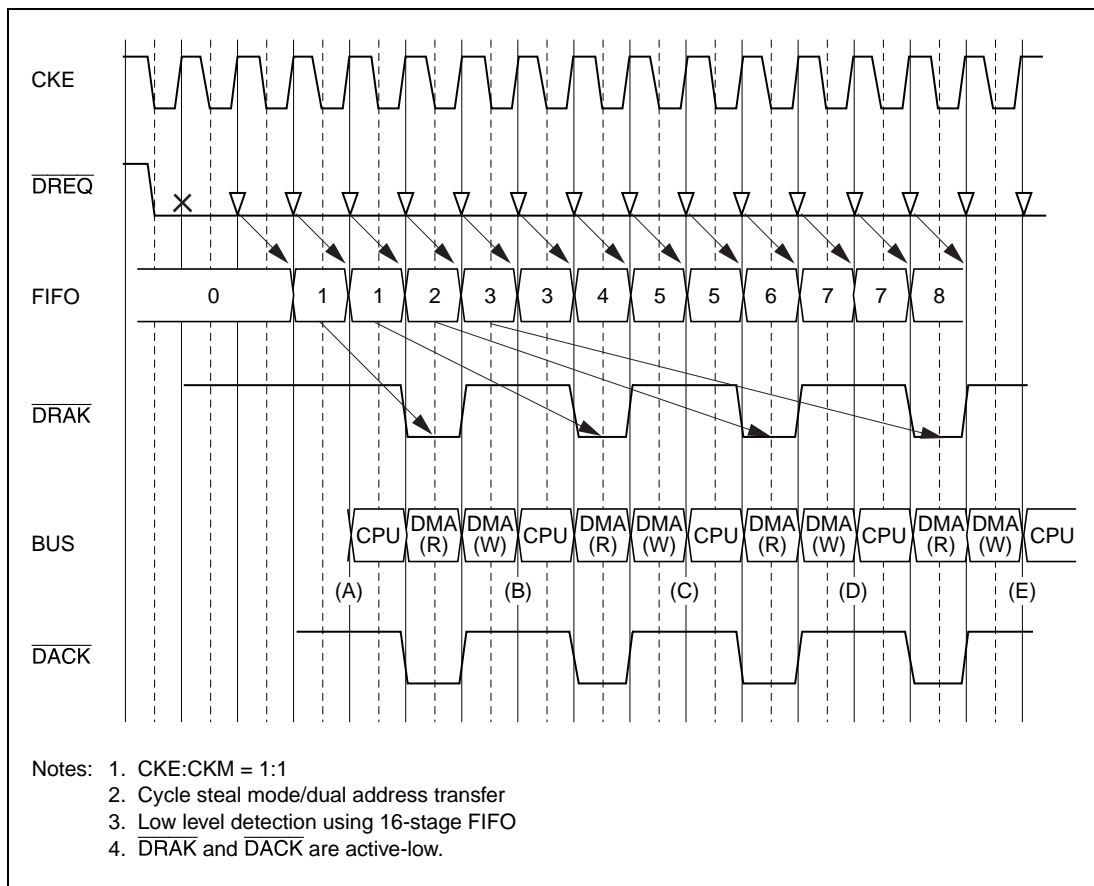 CKE
DREQ
FIFO 0 1 1 2 3 3 4 5 5 6 7 7 8
DRAK
BUS CPU DMA (R) DMA (W) CPU DMA (R) DMA (W) CPU DMA (R) DMA (W) CPU DMA (R) DMA (W) CPU
(A) (B) (C) (D) (E)
DACK
Notes: 1. CKE:CKM = 1:1
2. Cycle steal mode/dual address transfer
3. Low level detection using 16-stage FIFO
4. DRAK and DACK are active-low.